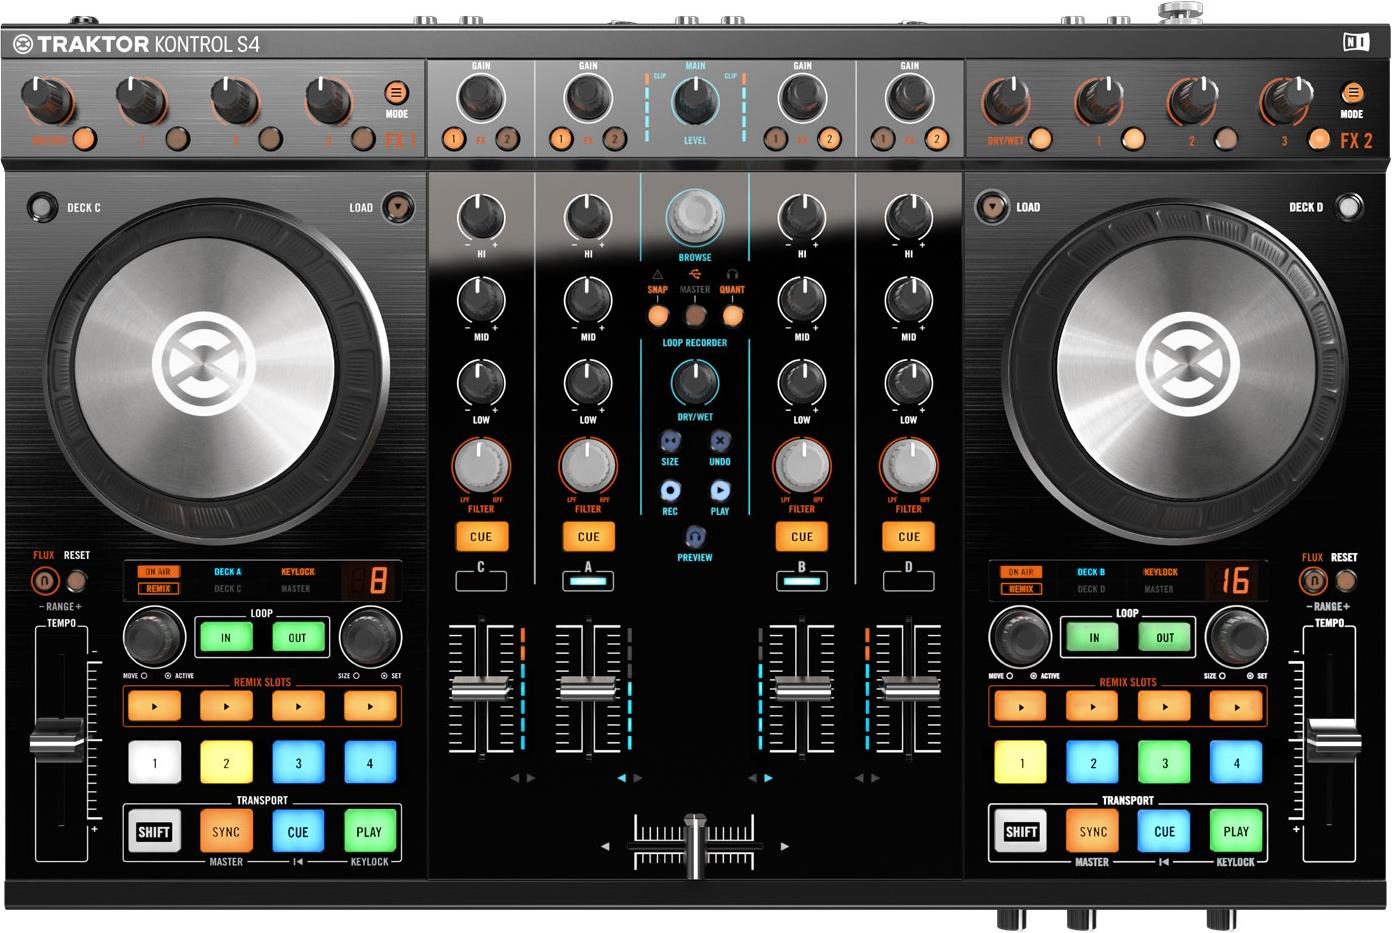 TRAKTOR KONTROL S4
NI
MODE
FX 1
1 2 3
GAIN GAIN MAIN GAIN GAIN
CLIP CLIP
LEVEL
1 FX 2 1 FX 2 1 FX 2 1 FX 2
MODE
DRY/WET 1 2 3 FX 2
DECK C LOAD
LOAD DECK D
- + - + - + - +
HI HI BROWSE HI HI
SNAP MASTER QUANT
- + - + - + - +
MID MID LOOP RECORDER MID MID
- + - + - + - +
LOW LOW DRY/WET LOW LOW
SIZE UNDO
LPF HPF LPF HPF LPF HPF LPF HPF
FILTER FILTER REC PLAY FILTER FILTER
CUE CUE CUE CUE
PREVIEW
C A B D
FLUX RESET
- RANGE +
TEMPO
- +
ON AIR DECK A KEYLOCK 8
REMIX DECK C MASTER
LOOP
IN OUT
MOVE ACTIVE SIZE SET
REMIX SLOTS
1 2 3 4
TRANSPORT
SHIFT SYNC CUE PLAY
MASTER KEYLOCK
ON AIR DECK B KEYLOCK 16
REMIX DECK D MASTER
LOOP
IN OUT
MOVE ACTIVE SIZE SET
REMIX SLOTS
1 2 3 4
TRANSPORT
SHIFT SYNC CUE PLAY
MASTER KEYLOCK
FLUX RESET
- RANGE +
TEMPO
- +